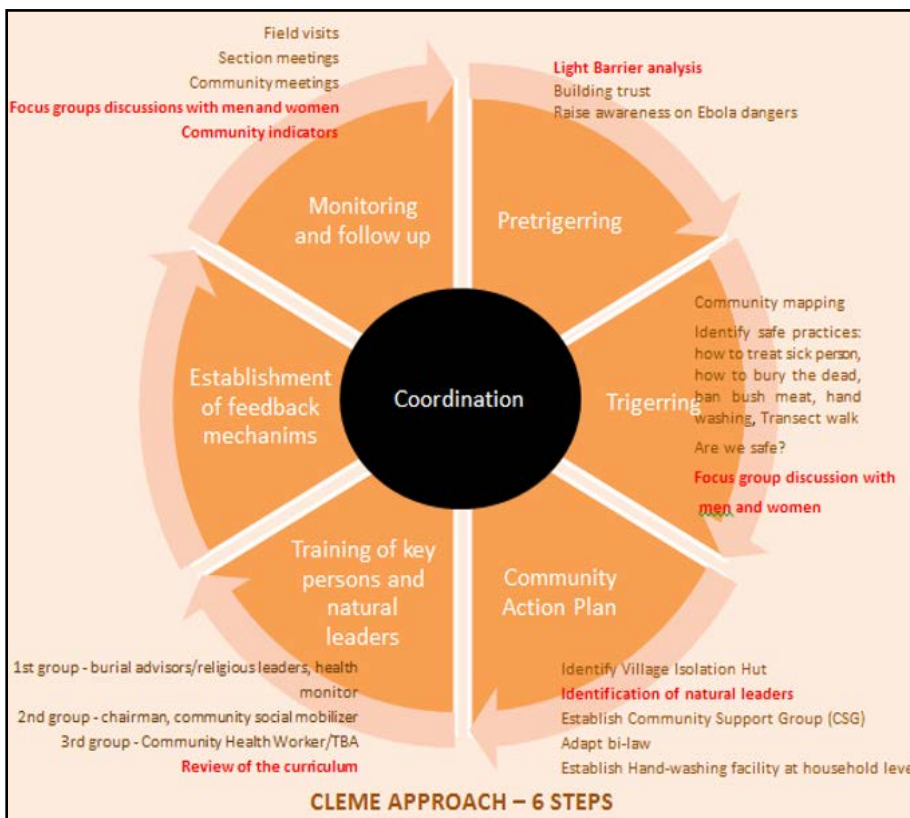 Field visits
Section meetings
Community meetings
Focus groups discussions with men and women
Community indicators
Light Barrier analysis
Building trust
Raise awareness on Ebola dangers
Monitoring
and follow up
Pretrigerring
Community mapping
Identify safe practices:
how to treat sick person,
how to bury the dead,
ban bush meat, hand
washing, Transect walk
Are we safe?
Focus group discussion with
men and women
Establishment
of feedback
mechanims
Coordination
Trigerring
Training of key
persons and
natural
leaders
Community
Action Plan
1st group - burial advisors/religious leaders, health
monitor
2nd group - chairman, community social mobilizer
3rd group - Community Health Worker/TBA
Review of the curriculum
Identify Village Isolation Hut
Identification of natural leaders
Establish Community Support Group (CSG)
Adapt bi-law
Establish Hand-washing facility at household leve
CLEME APPROACH – 6 STEPS